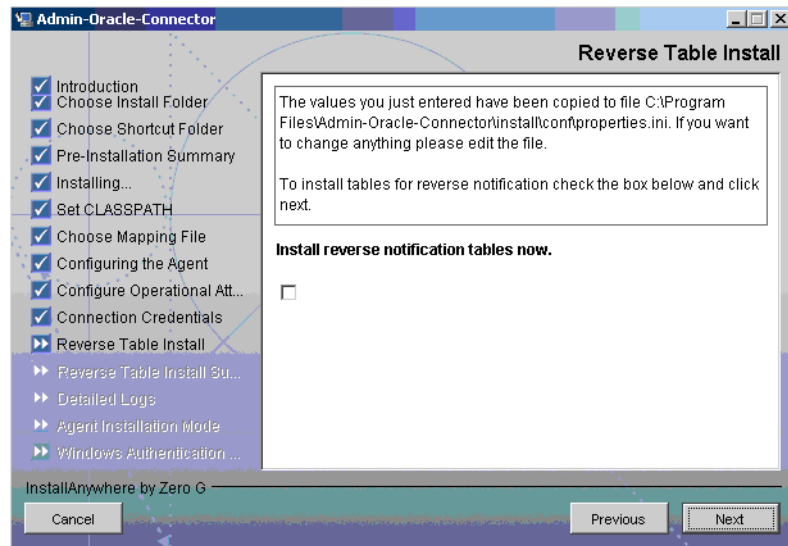 Admin-Oracle-Connector
Reverse Table Install
Introduction
Choose Install Folder
Choose Shortcut Folder
Pre-Installation Summary
Installing...
Set CLASSPATH
Choose Mapping File
Configuring the Agent
Configure Operational Att...
Connection Credentials
Reverse Table Install
Reverse Table Install Su...
Detailed Logs
Agent Installation Mode
Windows Authentication ...
The values you just entered have been copied to file C:\Program
Files\Admin-Oracle-Connector\install\conf\properties.ini. If you want
to change anything please edit the file.
To install tables for reverse notification check the box below and click
next.
Install reverse notification tables now.
InstallAnywhere by Zero G
Cancel
Previous
Next